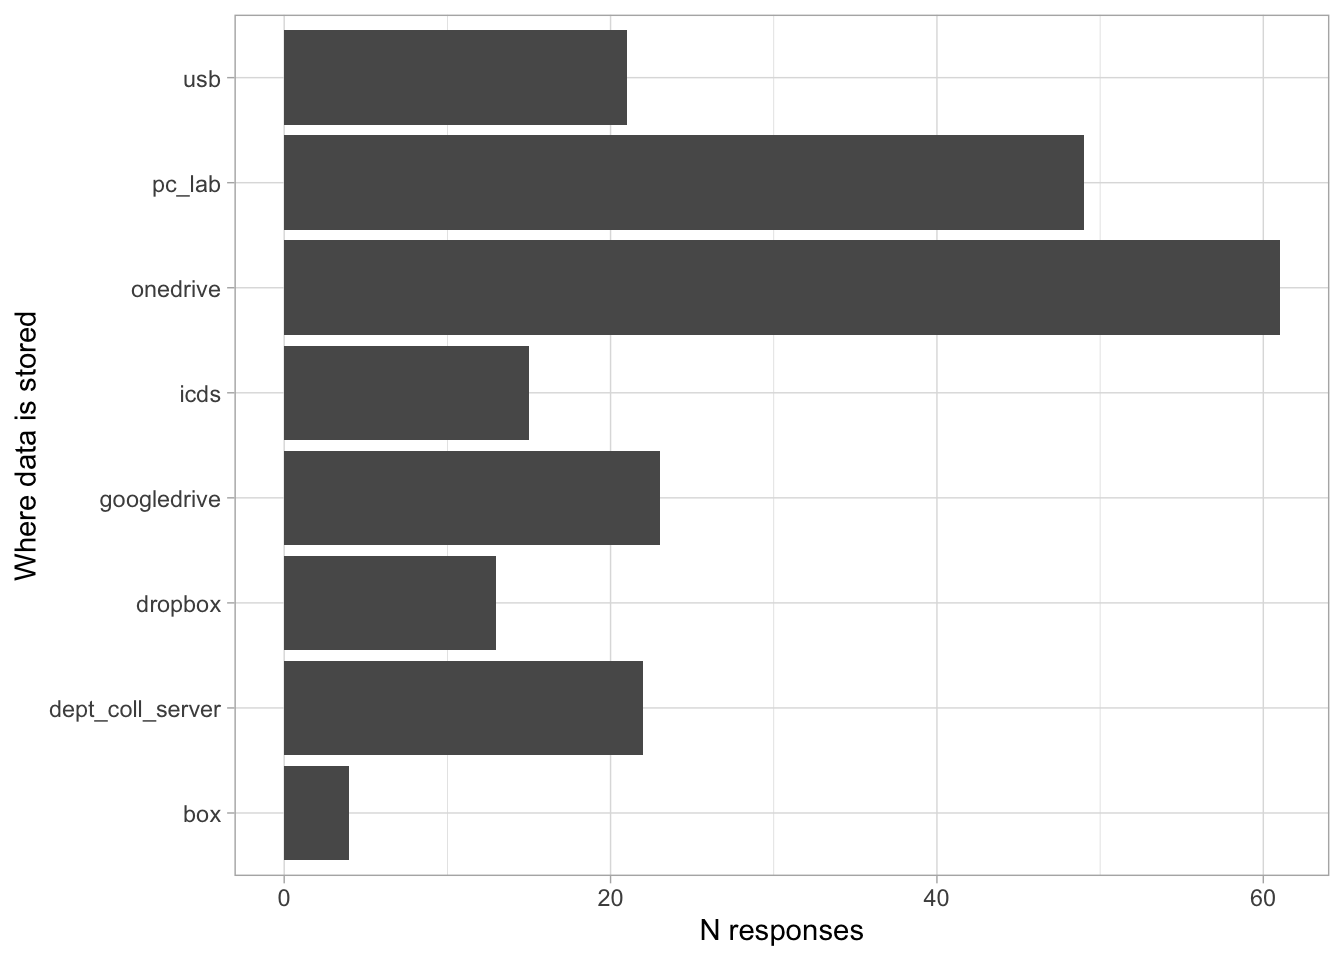 usb
pc_lab
onedrive
icds
googledrive
dropbox
dept_coll_server
box
Where data is stored
0 20 40 60
N responses